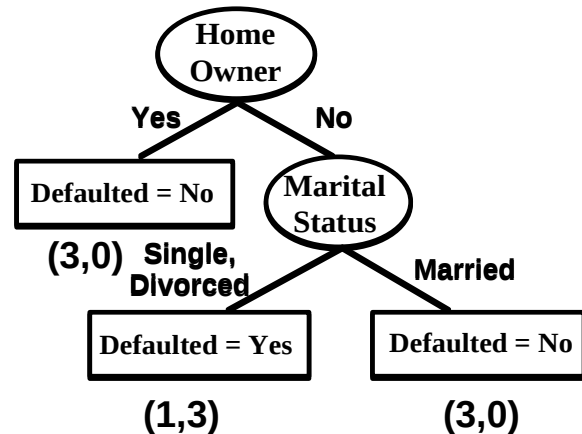 Home
Owner
Yes
No
Defaulted = No
Marital
Status
(3,0)
Single,
Divorced
Married
Defaulted = Yes
Defaulted = No
(1,3)
(3,0)